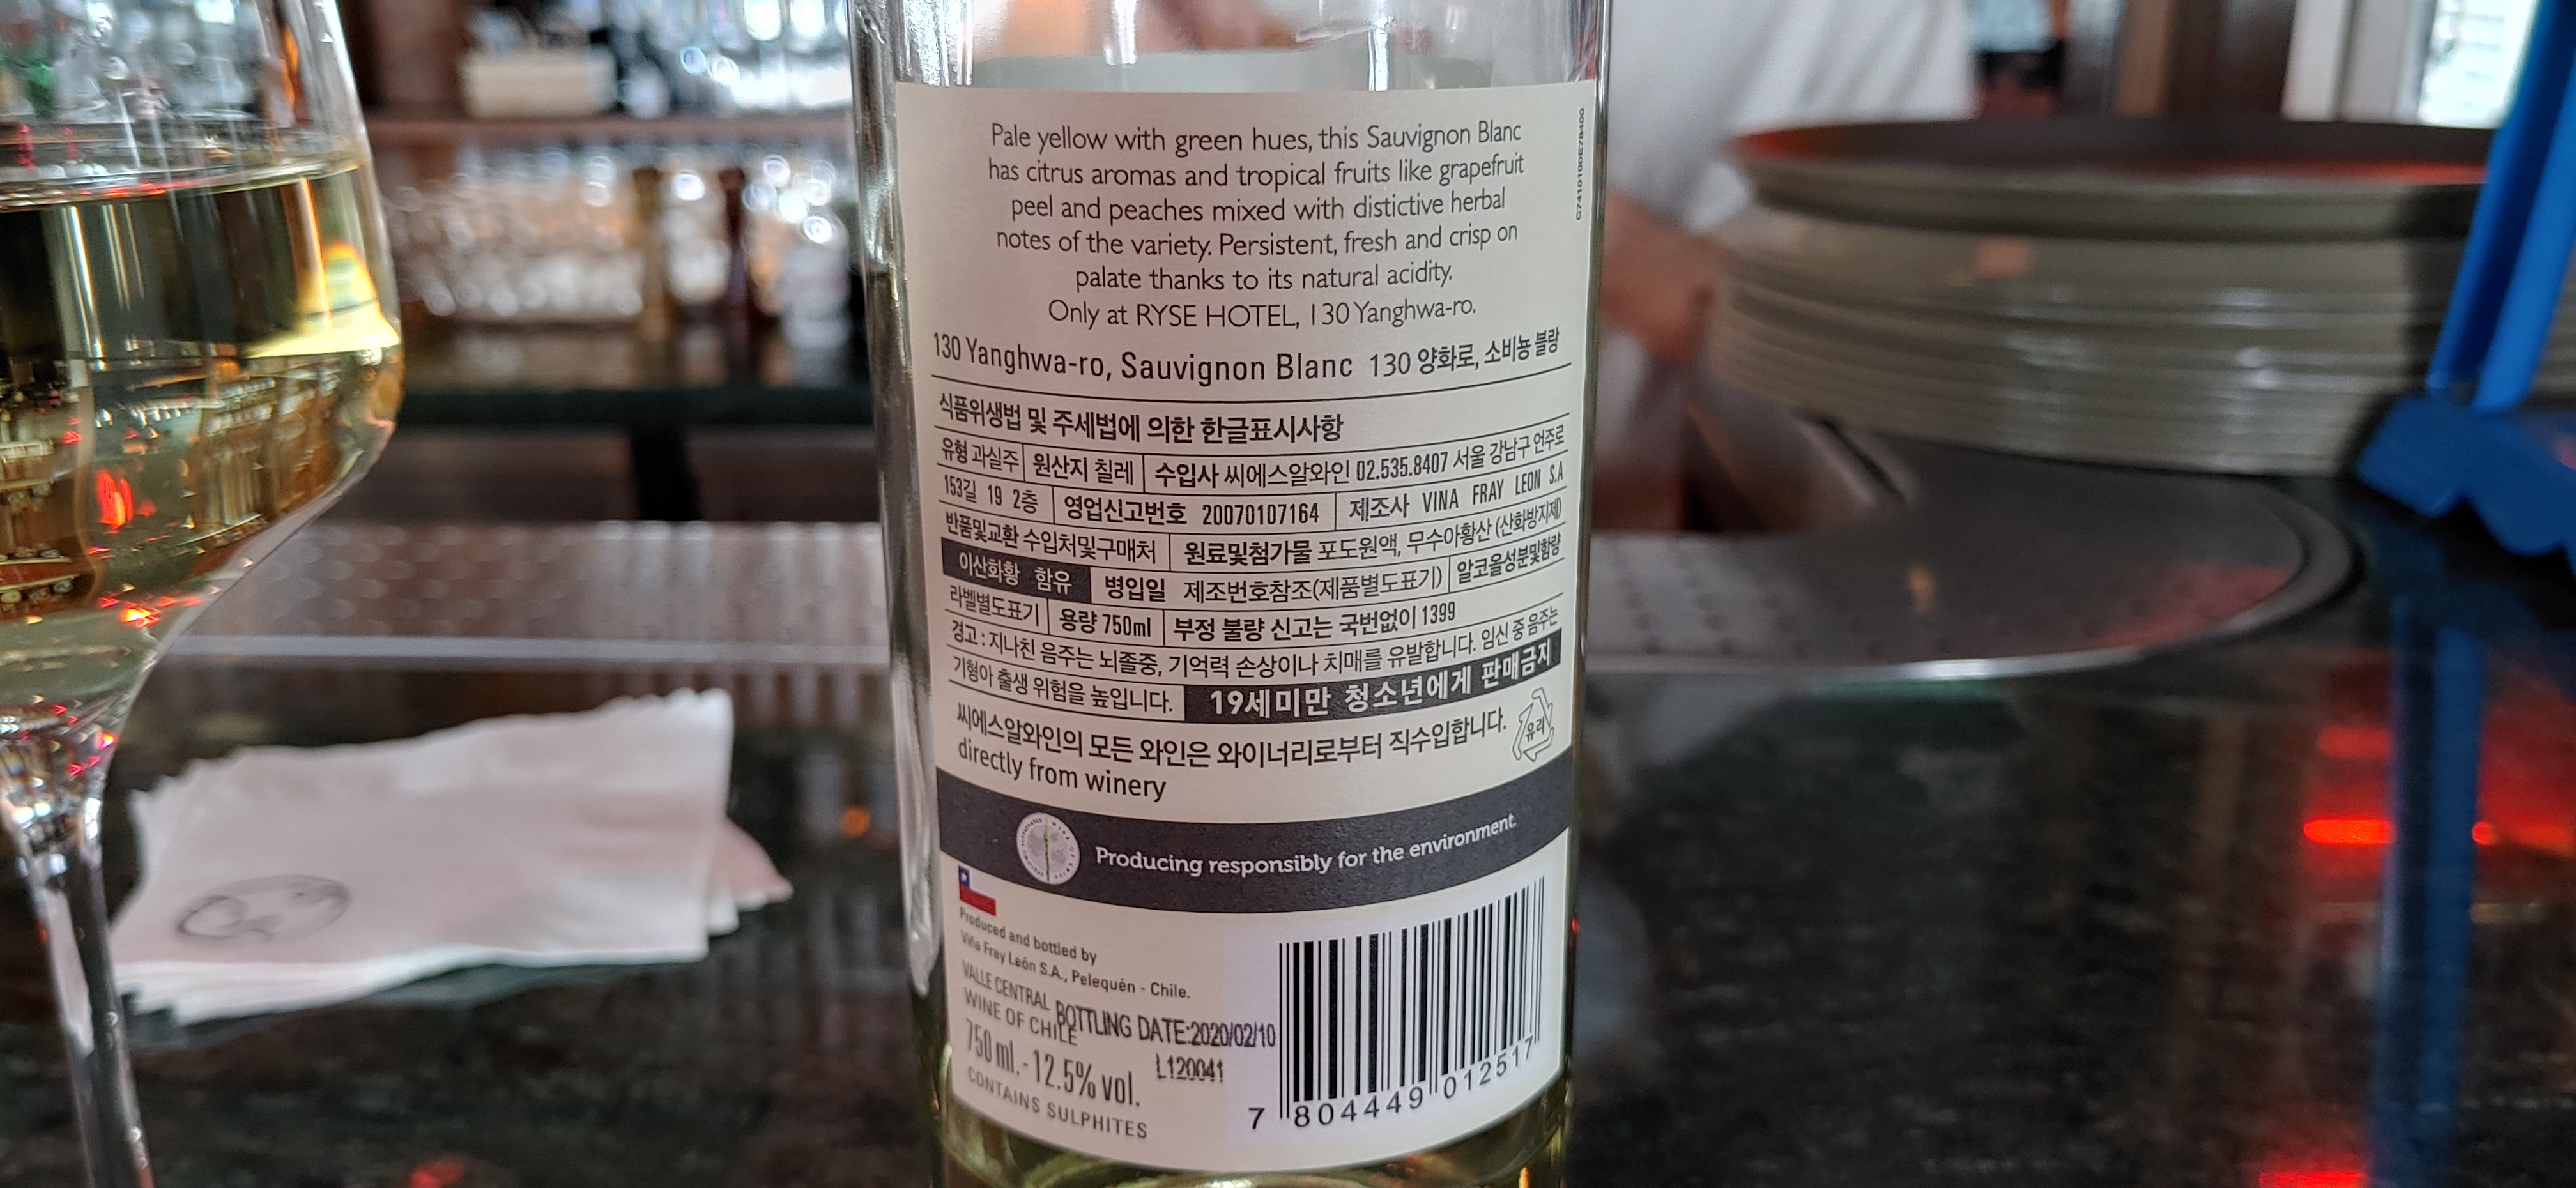 Pale yellow with green hues, this Sauvignon Blanc
has citrus aromas and tropical fruits like grapefruit
peel and peaches mixed with distictive herbal
notes of the variety. Persistent, fresh and crisp on
palate thanks to its natural acidity.
Only at RYSE HOTEL, 130 Yanghwa-ro.
130 Yanghwa-ro, Sauvignon Blanc 130 양화로, 소비뇽 블랑
식품위생법 및 주세법에 의한 한글표시사항
유형 과실주 원산지 칠레 수입사 씨에스알와인 02.535.8407 서울 강남구 언주로
153길 19 2층 영업신고번호 20070107164 제조사 VINA FRAY LEON S.A
반품및교환 수입처및구매처 원료및첨가물 포도원액, 무수아황산 (산화방지제)
이산화황 함유 병입일 제조번호참조(제품별도표기) 알코올성분및함량
라벨별도표기 용량 750ml 부정 불량 신고는 국번없이 1399
경고 : 지나친 음주는 뇌졸중, 기억력 손상이나 치매를 유발합니다. 임신 중 음주는
기형아 출생 위험을 높입니다. 19세미만 청소년에게 판매금지
씨에스알와인의 모든 와인은 와이너리로부터 직수입합니다. 유리
directly from winery
Producing responsibly for the environment.
Produced and bottled by
Viña Fray León S.A., Pelequén - Chile.
VALLE CENTRAL
WINE OF CHILE
BOTTLING DATE:2020/02/10
750 ml. - 12.5% vol.
L120041
CONTAINS SULPHITES
7 804449 012517